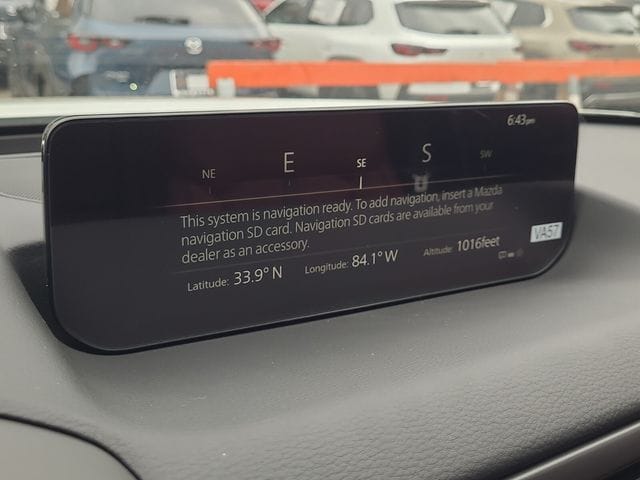 6:43pm
NE E SE S SW
This system is navigation ready. To add navigation, insert a Mazda
navigation SD card. Navigation SD cards are available from your
dealer as an accessory.
VA57
Latitude: 33.9° N Longitude: 84.1° W Altitude: 1016feet